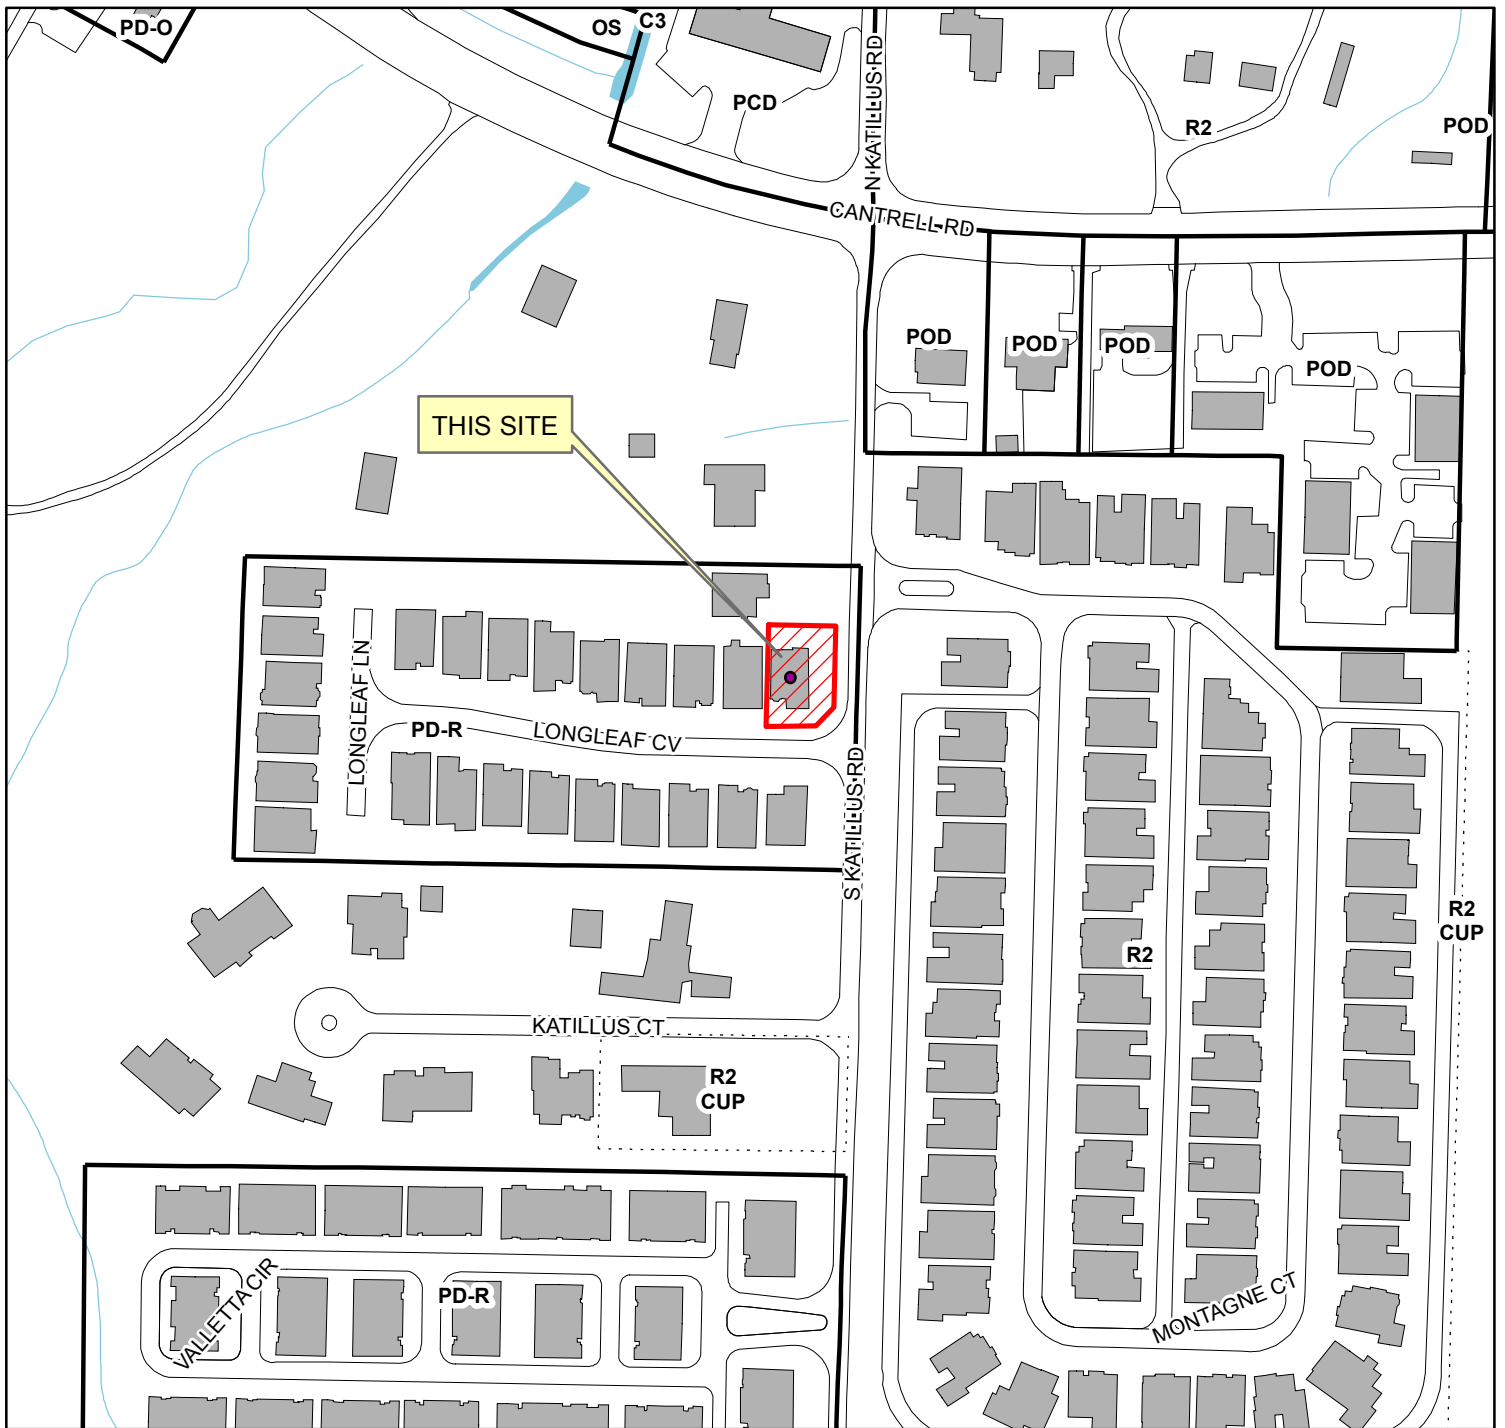 PD-O
OS
C3
PCD
N KATILLUS RD
R2
POD
CANTRELL RD
POD
POD
POD
POD
THIS SITE
LONGLEAF LN
PD-R
LONGLEAF CV
S KATILLUS RD
R2
CUP
R2
KATILLUS CT
R2
CUP
PD-R
VALLETTA CIR
MONTAGNE CT